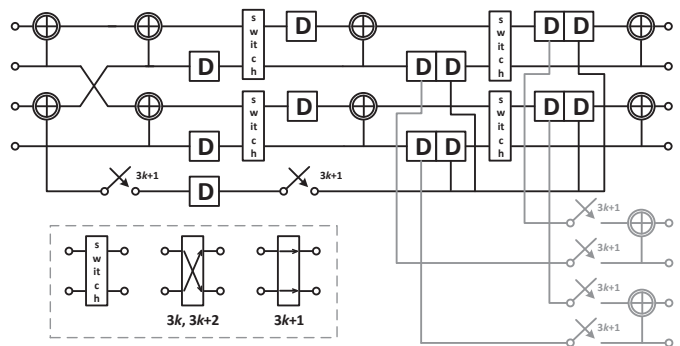 switch D switch D D
D D D
switch D switch D D
D D D
3k+1 D 3k+1
3k+1
3k+1
3k+1
3k+1
switch
3k, 3k+2 3k+1